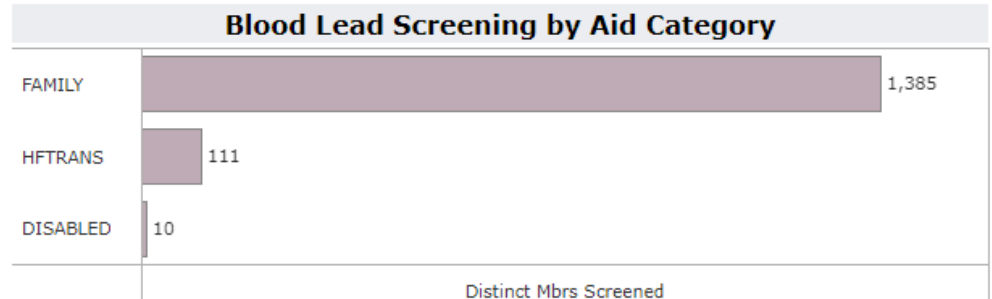 Blood Lead Screening by Aid Category
FAMILY 1,385
HFTRANS 111
DISABLED 10
Distinct Mbrs Screened